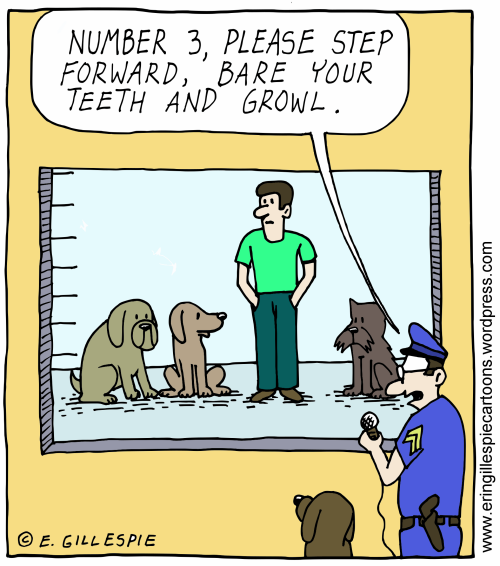 NUMBER 3, PLEASE STEP
FORWARD, BARE YOUR
TEETH AND GROWL.
© E. GILLESPIE
www.eringillespiecartoons.wordpress.com